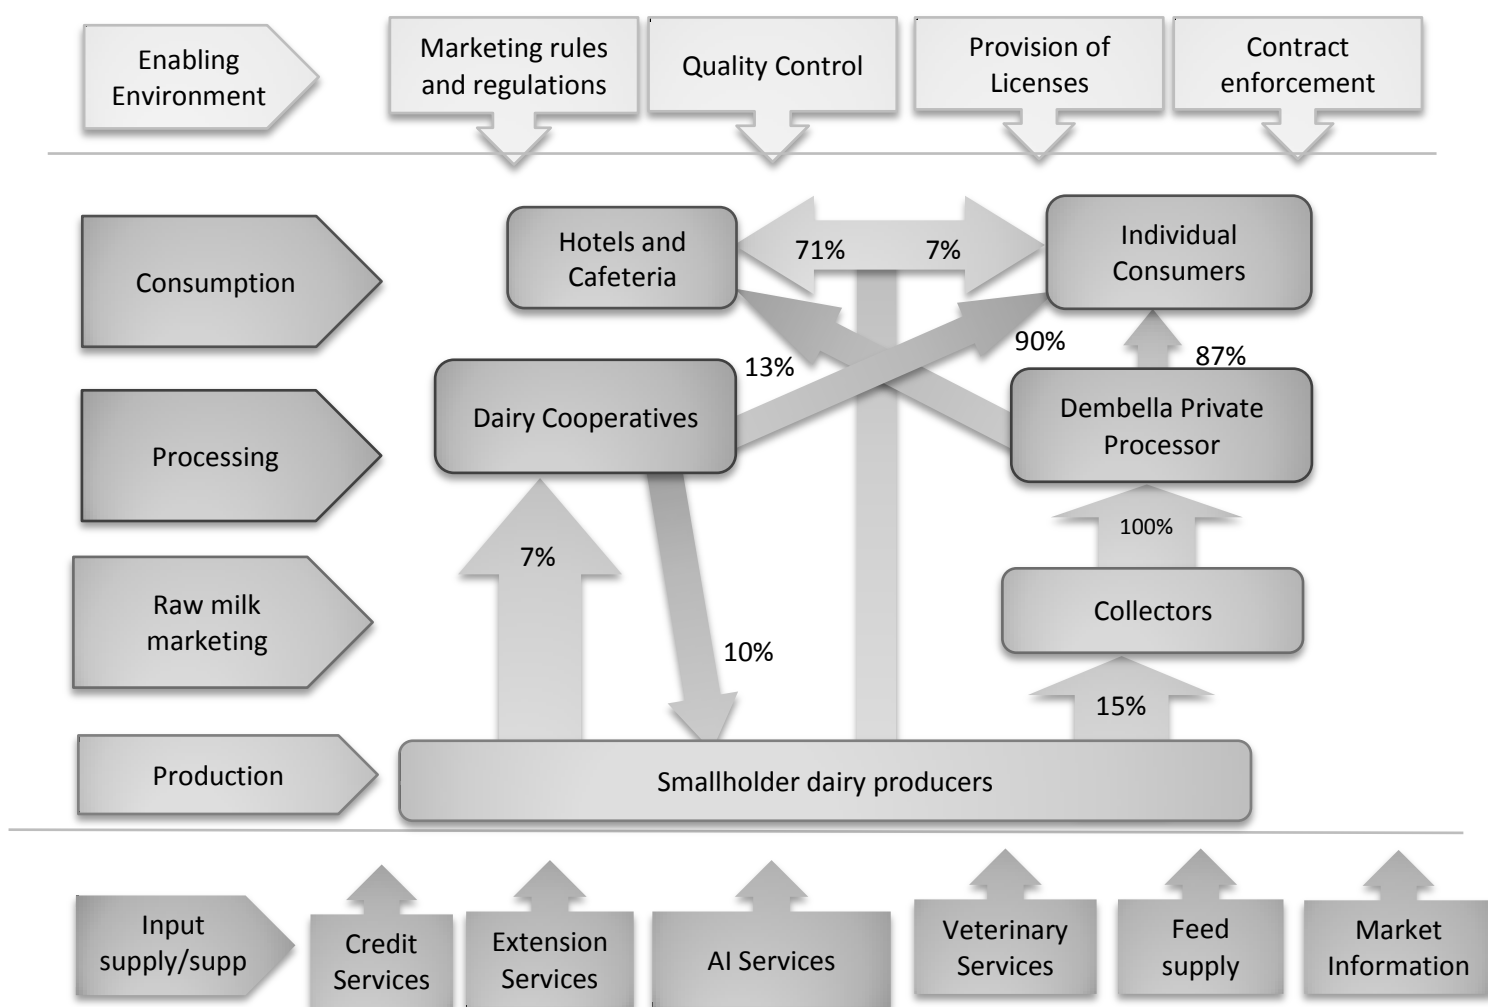 Enabling
Environment
Marketing rules
and regulations
Quality Control
Provision of
Licenses
Contract
enforcement
Consumption
Hotels and
Cafeteria
71%
7%
Individual
Consumers
13%
90%
87%
Processing
Dairy Cooperatives
Dembella Private
Processor
7%
100%
Raw milk
marketing
Collectors
10%
15%
Production
Smallholder dairy producers
Input
supply/supp
Credit
Services
Extension
Services
AI Services
Veterinary
Services
Feed
supply
Market
Information